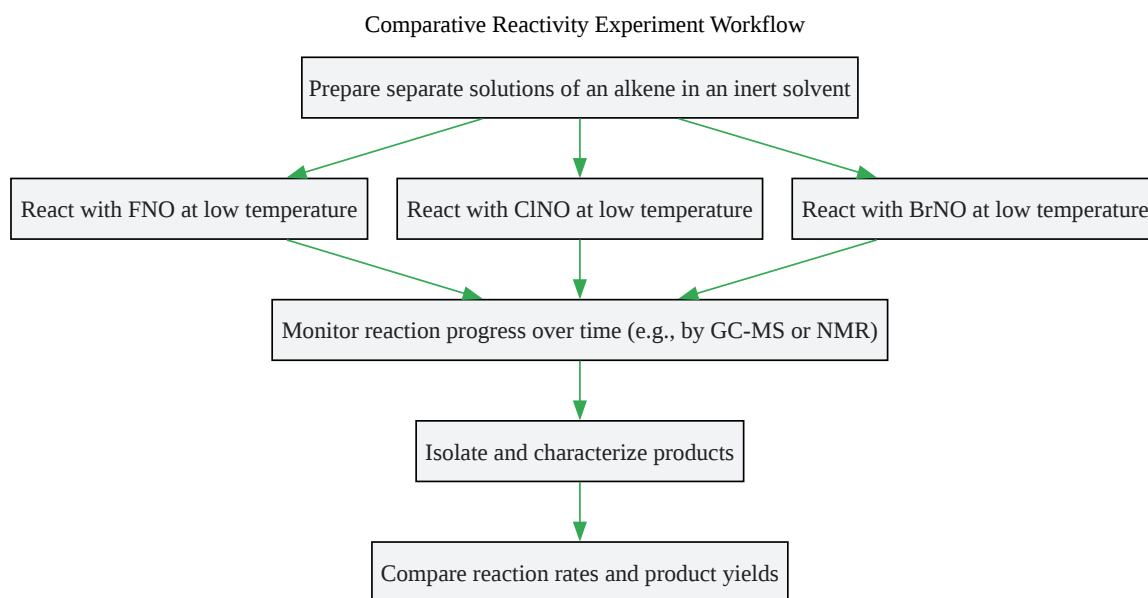 Comparative Reactivity Experiment Workflow
Prepare separate solutions of an alkene in an inert solvent
React with FNO at low temperature
React with ClNO at low temperature
React with BrNO at low temperature
Monitor reaction progress over time (e.g., by GC-MS or NMR)
Isolate and characterize products
Compare reaction rates and product yields